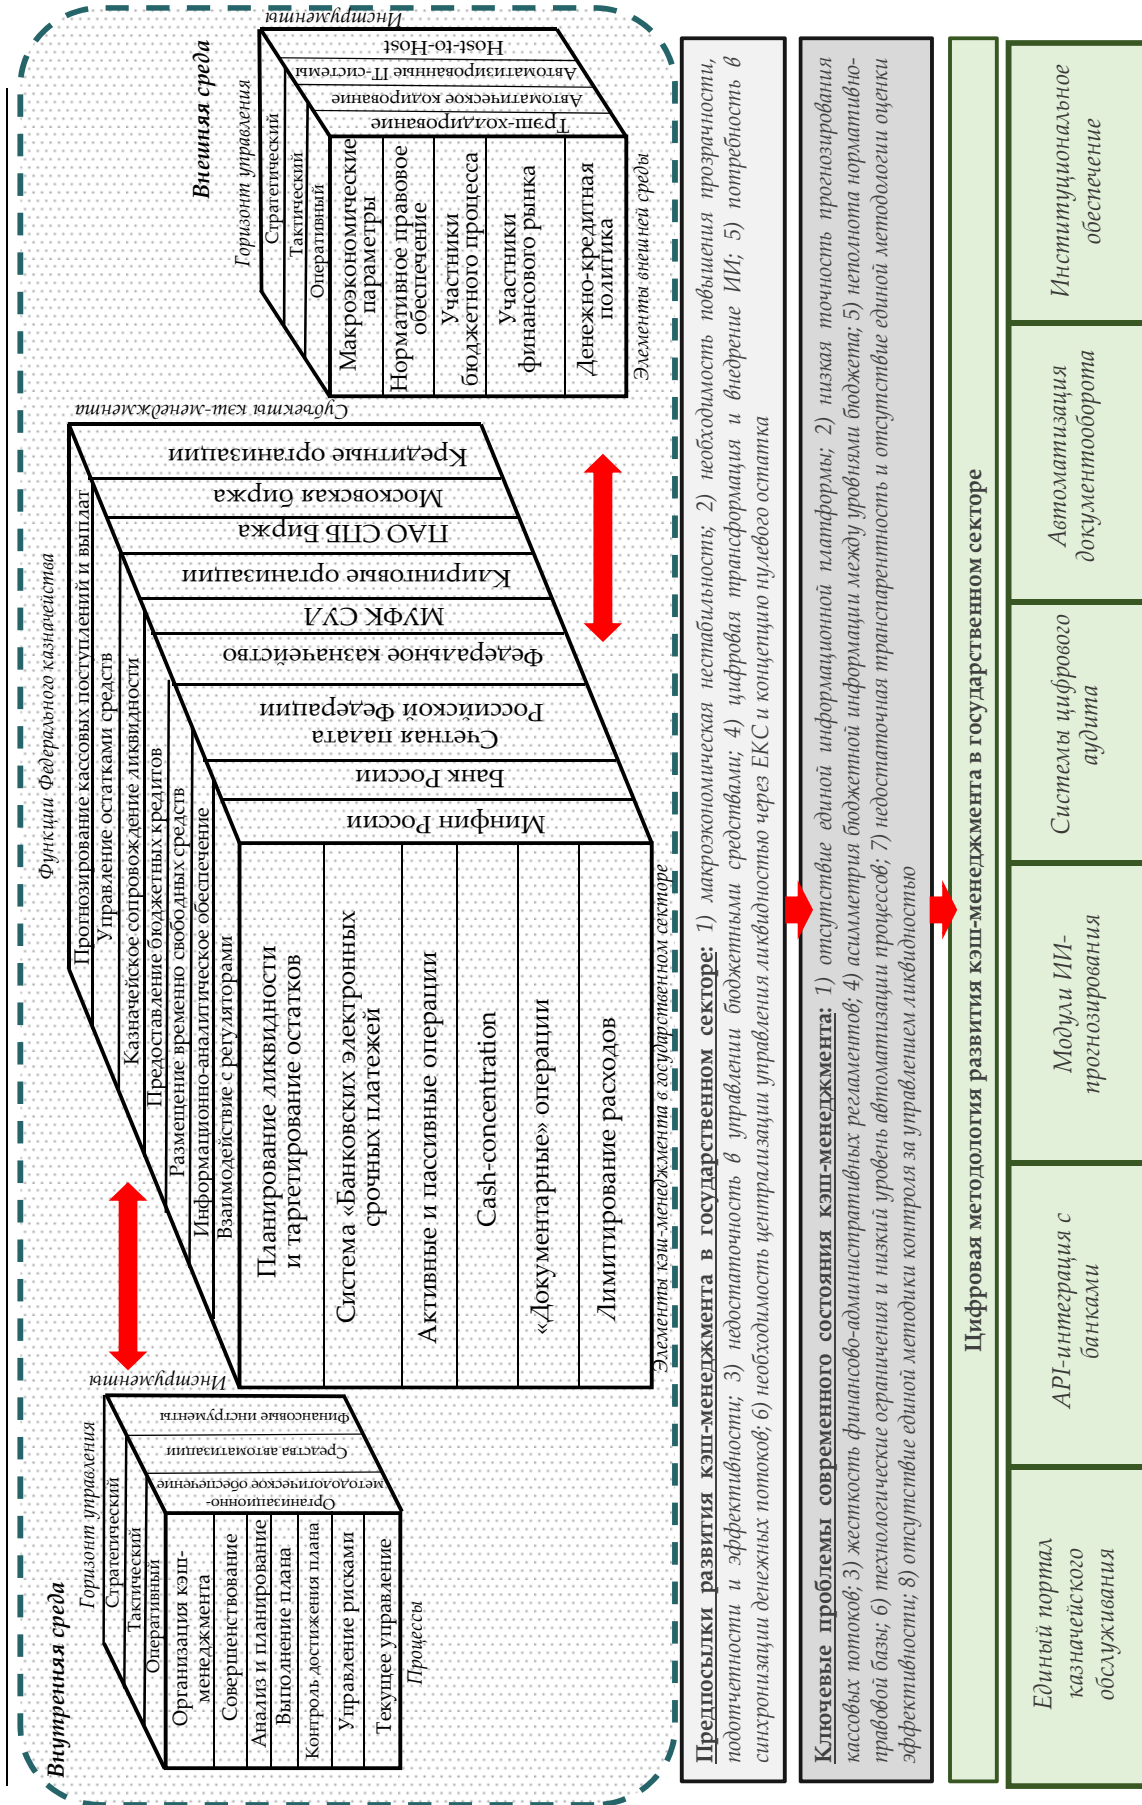 Внутренняя среда
Горизонт управления
Стратегический
Тактический
Оперативный
Организация кэш-
менеджмента
Совершенствование
Анализ и планирование
Выполнение плана
Контроль достижения плана
Управление рисками
Текущее управление
Процессы
Организационно-
методологическое обеспечение
Средства автоматизации
Финансовые инструменты
Инструменты
Функции Федерального казначейства
Прогнозирование кассовых поступлений и выплат
Управление остатками средств
Казначейское сопровождение ликвидности
Предоставление бюджетных кредитов
Размещение временно свободных средств
Информационно-аналитическое обеспечение
Взаимодействие с регуляторами
Планирование ликвидности
и таргетирование остатков
Система «Банковских электронных
срочных платежей
Активные и пассивные операции
Cash-concentration
«Документарные» операции
Лимитирование расходов
Элементы кэш-менеджмента в государственном секторе
Минфин России
Банк России
Счетная палата
Российской Федерации
Федеральное казначейство
МУФК СУЛ
Клиринговые организации
ПАО СПБ Биржа
Московская биржа
Кредитные организации
Субъекты кэш-менеджмента
Внешняя среда
Горизонт управления
Стратегический
Тактический
Оперативный
Макроэкономические
параметры
Нормативное правовое
обеспечение
Участники
бюджетного процесса
Участники
финансового рынка
Денежно-кредитная
политика
Элементы внешней среды
Трэш-холдирование
Автоматическое кодирование
Автоматизированные IT-системы
Host-to-Host
Инструменты
Предпосылки развития кэш-менеджмента в государственном секторе: 1) макроэкономическая нестабильность; 2) необходимость повышения прозрачности,
подотчетности и эффективности; 3) недостаточность в управлении бюджетными средствами; 4) цифровая трансформация и внедрение ИИ; 5) потребность в
синхронизации денежных потоков; 6) необходимость централизации управления ликвидностью через ЕКС и концепцию нулевого остатка
Ключевые проблемы современного состояния кэш-менеджмента: 1) отсутствие единой информационной платформы; 2) низкая точность прогнозирования
кассовых потоков; 3) жесткость финансово-административных регламентов; 4) асимметрия бюджетной информации между уровнями бюджета; 5) неполнота нормативно-
правовой базы; 6) технологические ограничения и низкий уровень автоматизации процессов; 7) недостаточная транспарентность и отсутствие единой методологии оценки
эффективности; 8) отсутствие единой методики контроля за управлением ликвидностью
Цифровая методология развития кэш-менеджмента в государственном секторе
Единый портал
казначейского
обслуживания
API-интеграция с
банками
Модули ИИ-
прогнозирования
Системы цифрового
аудита
Автоматизация
документооборота
Институциональное
обеспечение